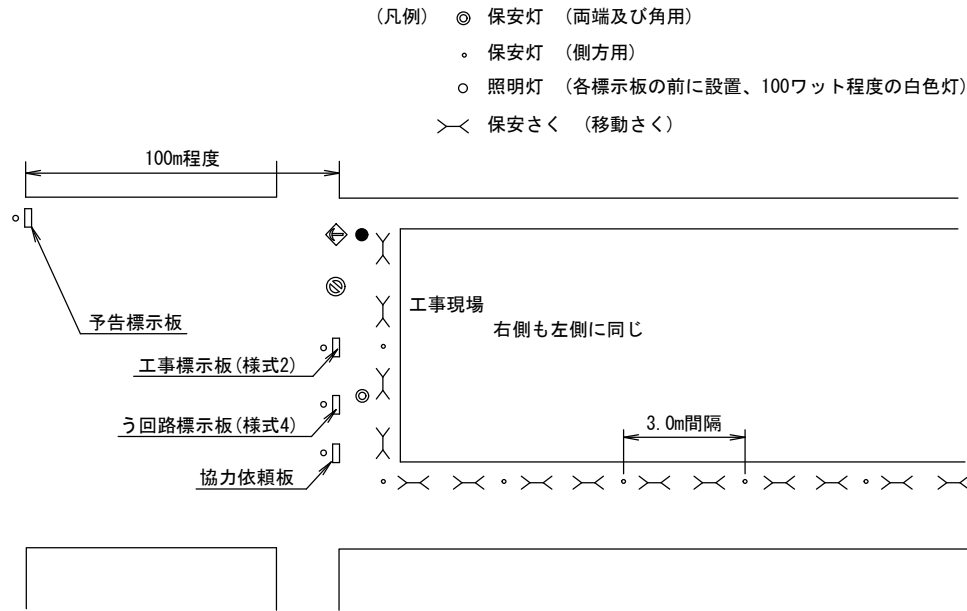 (凡例) ◎ 保安灯 (両端及び角用)
保安灯 (側方用)
照明灯 (各標示板の前に設置、100ワット程度の白色灯)
保安さく (移動さく)
100m程度
工事現場
右側も左側に同じ
予告標示板
工事標示板(様式2)
う回路標示板(様式4)
3.0m間隔
協力依頼板